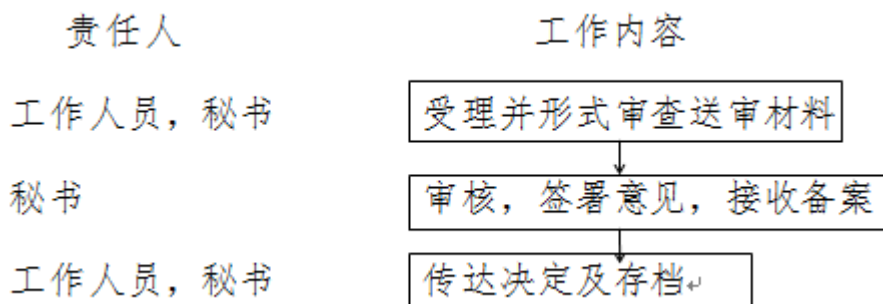 责任人 工作内容
工作人员，秘书 受理并形式审查送审材料
秘书 审核，签署意见，接收备案
工作人员，秘书 传达决定及存档